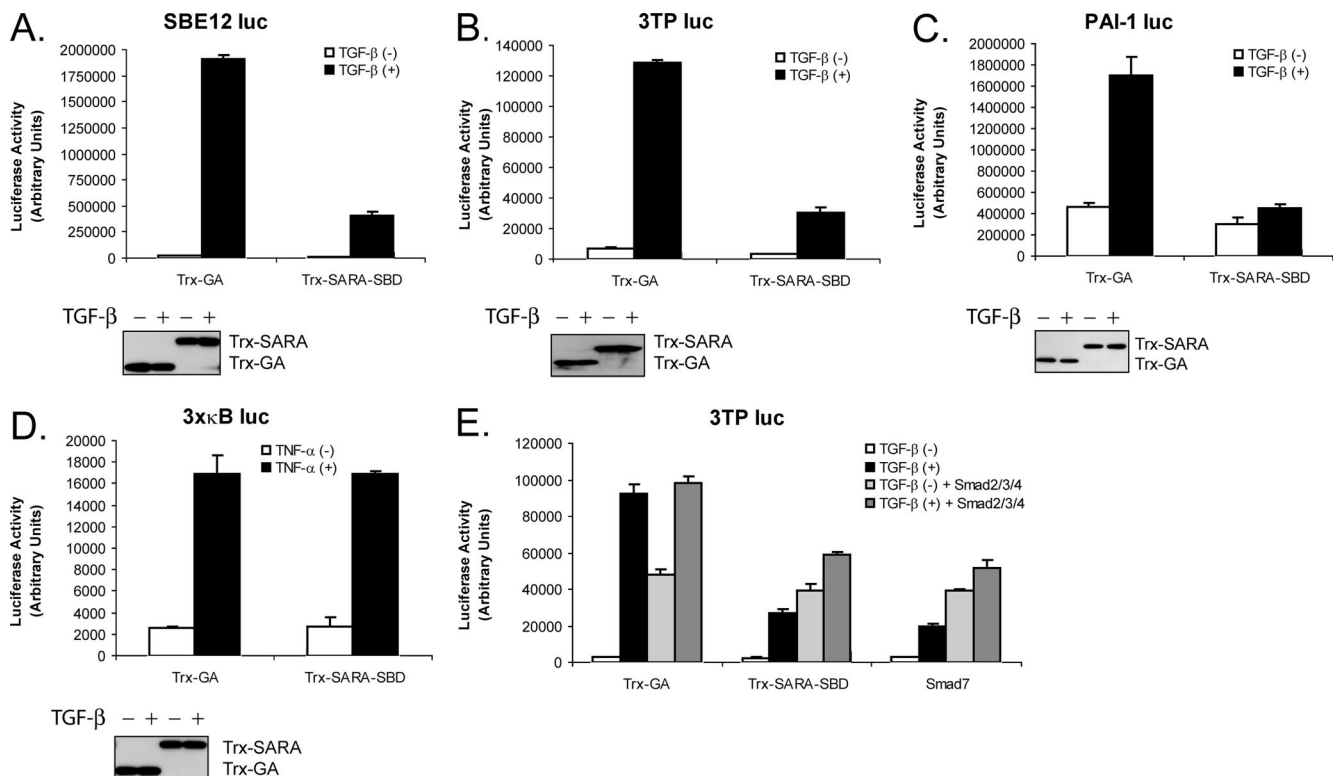 A.
SBE12 luc
Luciferase Activity
(Arbitrary Units)
2000000
1750000
1500000
1250000
1000000
750000
500000
250000
0
TGF-β (-)
TGF-β (+)
Trx-GA
Trx-SARA-SBD
TGF-β − + − +
Trx-SARA
Trx-GA
B.
3TP luc
Luciferase Activity
(Arbitrary Units)
140000
120000
100000
80000
60000
40000
20000
0
TGF-β (-)
TGF-β (+)
Trx-GA
Trx-SARA-SBD
TGF-β − + − +
Trx-SARA
Trx-GA
C.
PAI-1 luc
Luciferase Activity
(Arbitrary Units)
2000000
1800000
1600000
1400000
1200000
1000000
800000
600000
400000
200000
0
TGF-β (-)
TGF-β (+)
Trx-GA
Trx-SARA-SBD
TGF-β − + − +
Trx-SARA
Trx-GA
D.
3xκB luc
Luciferase Activity
(Arbitrary Units)
20000
18000
16000
14000
12000
10000
8000
6000
4000
2000
0
TNF-α (-)
TNF-α (+)
Trx-GA
Trx-SARA-SBD
TGF-β − + − +
Trx-SARA
Trx-GA
E.
3TP luc
Luciferase Activity
(Arbitrary Units)
120000
100000
80000
60000
40000
20000
0
TGF-β (-)
TGF-β (+)
TGF-β (-) + Smad2/3/4
TGF-β (+) + Smad2/3/4
Trx-GA
Trx-SARA-SBD
Smad7